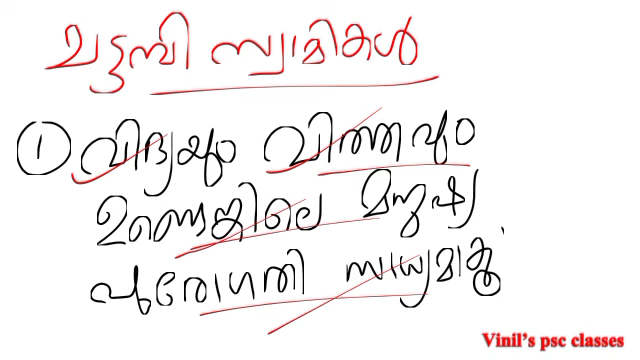 ചട്ടമ്പി സ്വാമികൾ
① വിദ്യയും വിത്തവും
ഉണ്ടെങ്കിലെ മനുഷ്യ
പുരോഗതി സാധ്യമാകൂ
Vinil's psc classes